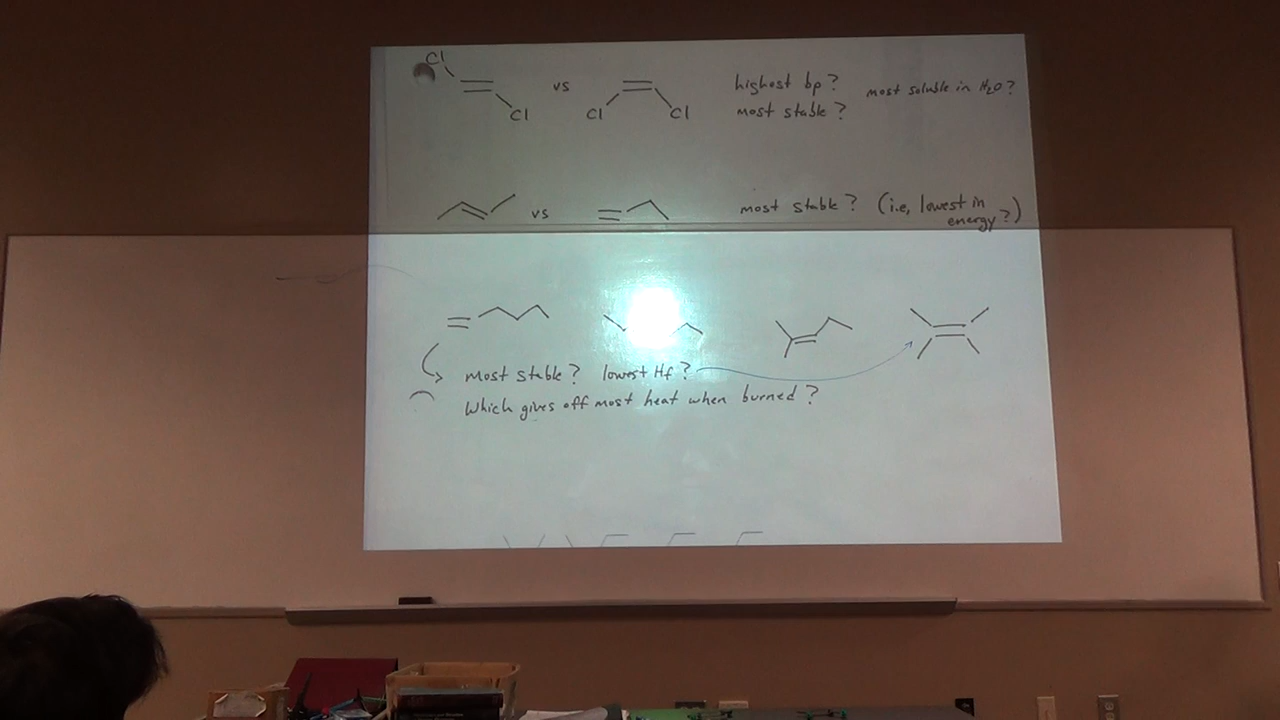 Cl
Cl
vs
Cl
Cl
highest bp?
most soluble in H₂O?
most stable?
vs
most stable? (i.e, lowest in energy?)
most stable? lowest Hf?
Which gives off most heat when burned?